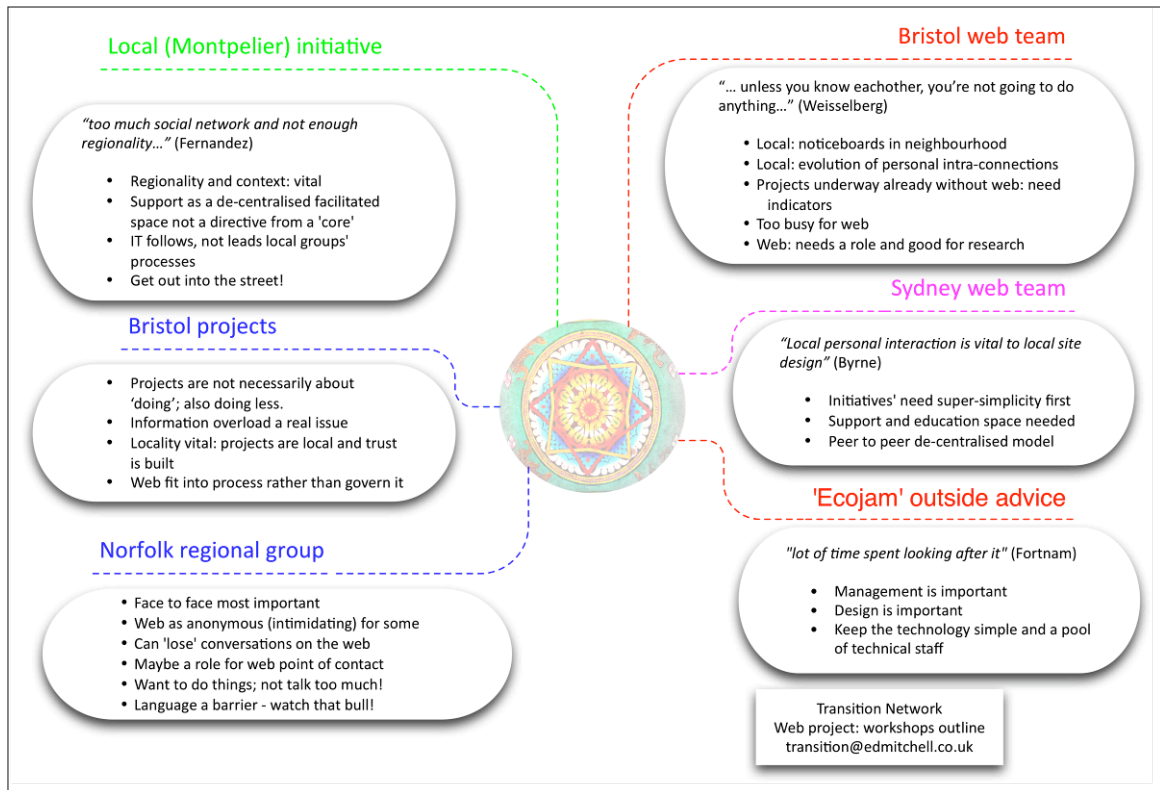 Local (Montpelier) initiative
“too much social network and not enough
regionality…” (Fernandez)
• Regionality and context: vital
• Support as a de-centralised facilitated
space not a directive from a 'core'
• IT follows, not leads local groups'
processes
• Get out into the street!
Bristol projects
• Projects are not necessarily about
‘doing’; also doing less.
• Information overload a real issue
• Locality vital: projects are local and trust
is built
• Web fit into process rather than govern it
Norfolk regional group
• Face to face most important
• Web as anonymous (intimidating) for some
• Can 'lose' conversations on the web
• Maybe a role for web point of contact
• Want to do things; not talk too much!
• Language a barrier - watch that bull!
Bristol web team
“… unless you know eachother, you’re not going to do
anything…” (Weisselberg)
• Local: noticeboards in neighbourhood
• Local: evolution of personal intra-connections
• Projects underway already without web: need
indicators
• Too busy for web
• Web: needs a role and good for research
Sydney web team
“Local personal interaction is vital to local site
design” (Byrne)
• Initiatives' need super-simplicity first
• Support and education space needed
• Peer to peer de-centralised model
'Ecojam' outside advice
"lot of time spent looking after it" (Fortnam)
• Management is important
• Design is important
• Keep the technology simple and a pool
of technical staff
Transition Network
Web project: workshops outline
transition@edmitchell.co.uk